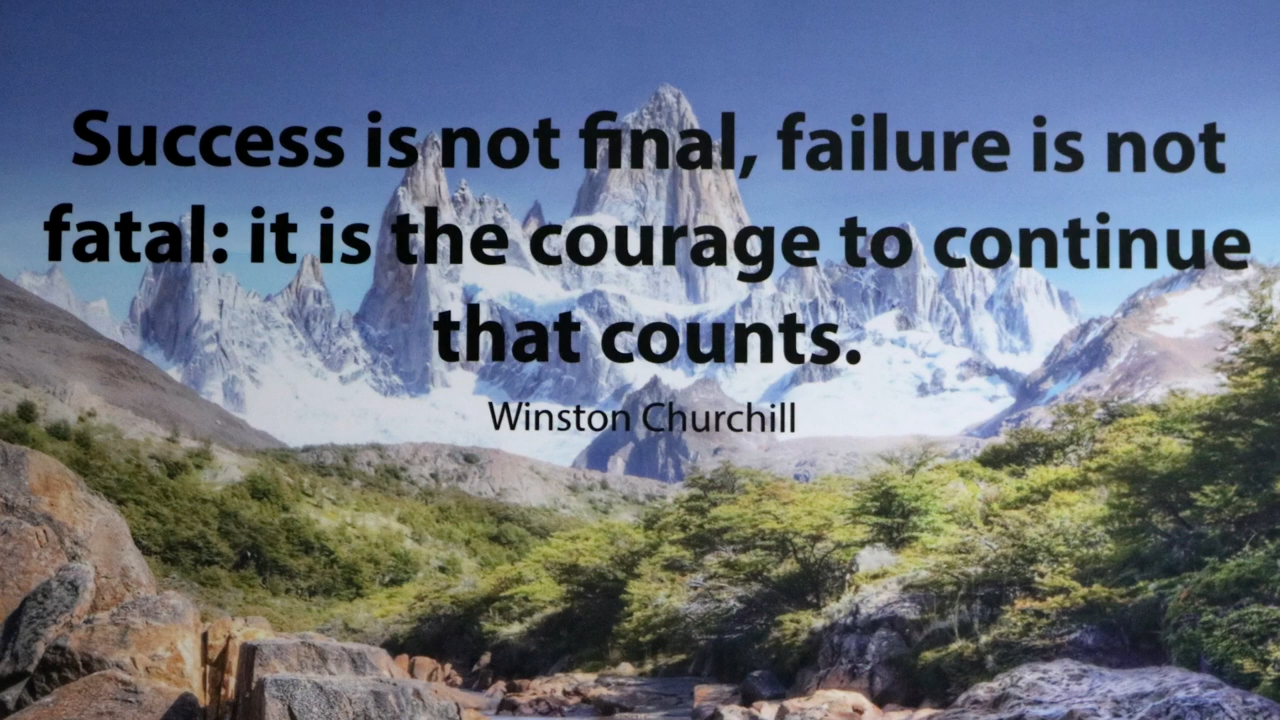 Success is not final, failure is not
fatal: it is the courage to continue
that counts.
Winston Churchill